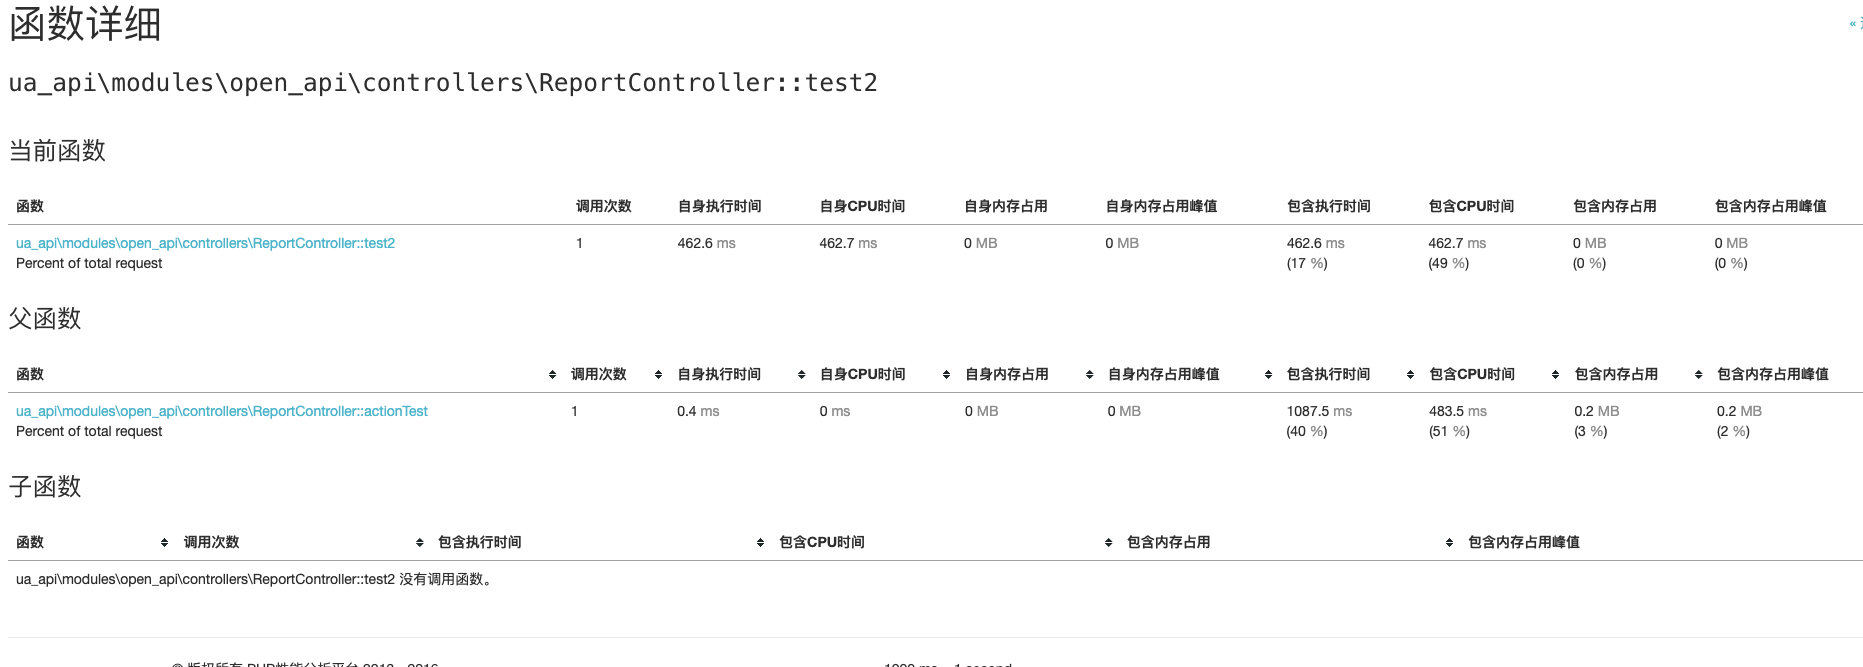 函数详细
«
ua_api\modules\open_api\controllers\ReportController::test2
当前函数
函数 调用次数 自身执行时间 自身CPU时间 自身内存占用 自身内存占用峰值 包含执行时间 包含CPU时间 包含内存占用 包含内存占用峰值
ua_api\modules\open_api\controllers\ReportController::test2 1 462.6 ms 462.7 ms 0 MB 0 MB 462.6 ms 462.7 ms 0 MB 0 MB
Percent of total request (17 %) (49 %) (0 %) (0 %)
父函数
函数 调用次数 自身执行时间 自身CPU时间 自身内存占用 自身内存占用峰值 包含执行时间 包含CPU时间 包含内存占用 包含内存占用峰值
ua_api\modules\open_api\controllers\ReportController::actionTest 1 0.4 ms 0 ms 0 MB 0 MB 1087.5 ms 483.5 ms 0.2 MB 0.2 MB
Percent of total request (40 %) (51 %) (3 %) (2 %)
子函数
函数 调用次数 包含执行时间 包含CPU时间 包含内存占用 包含内存占用峰值
ua_api\modules\open_api\controllers\ReportController::test2 没有调用函数。